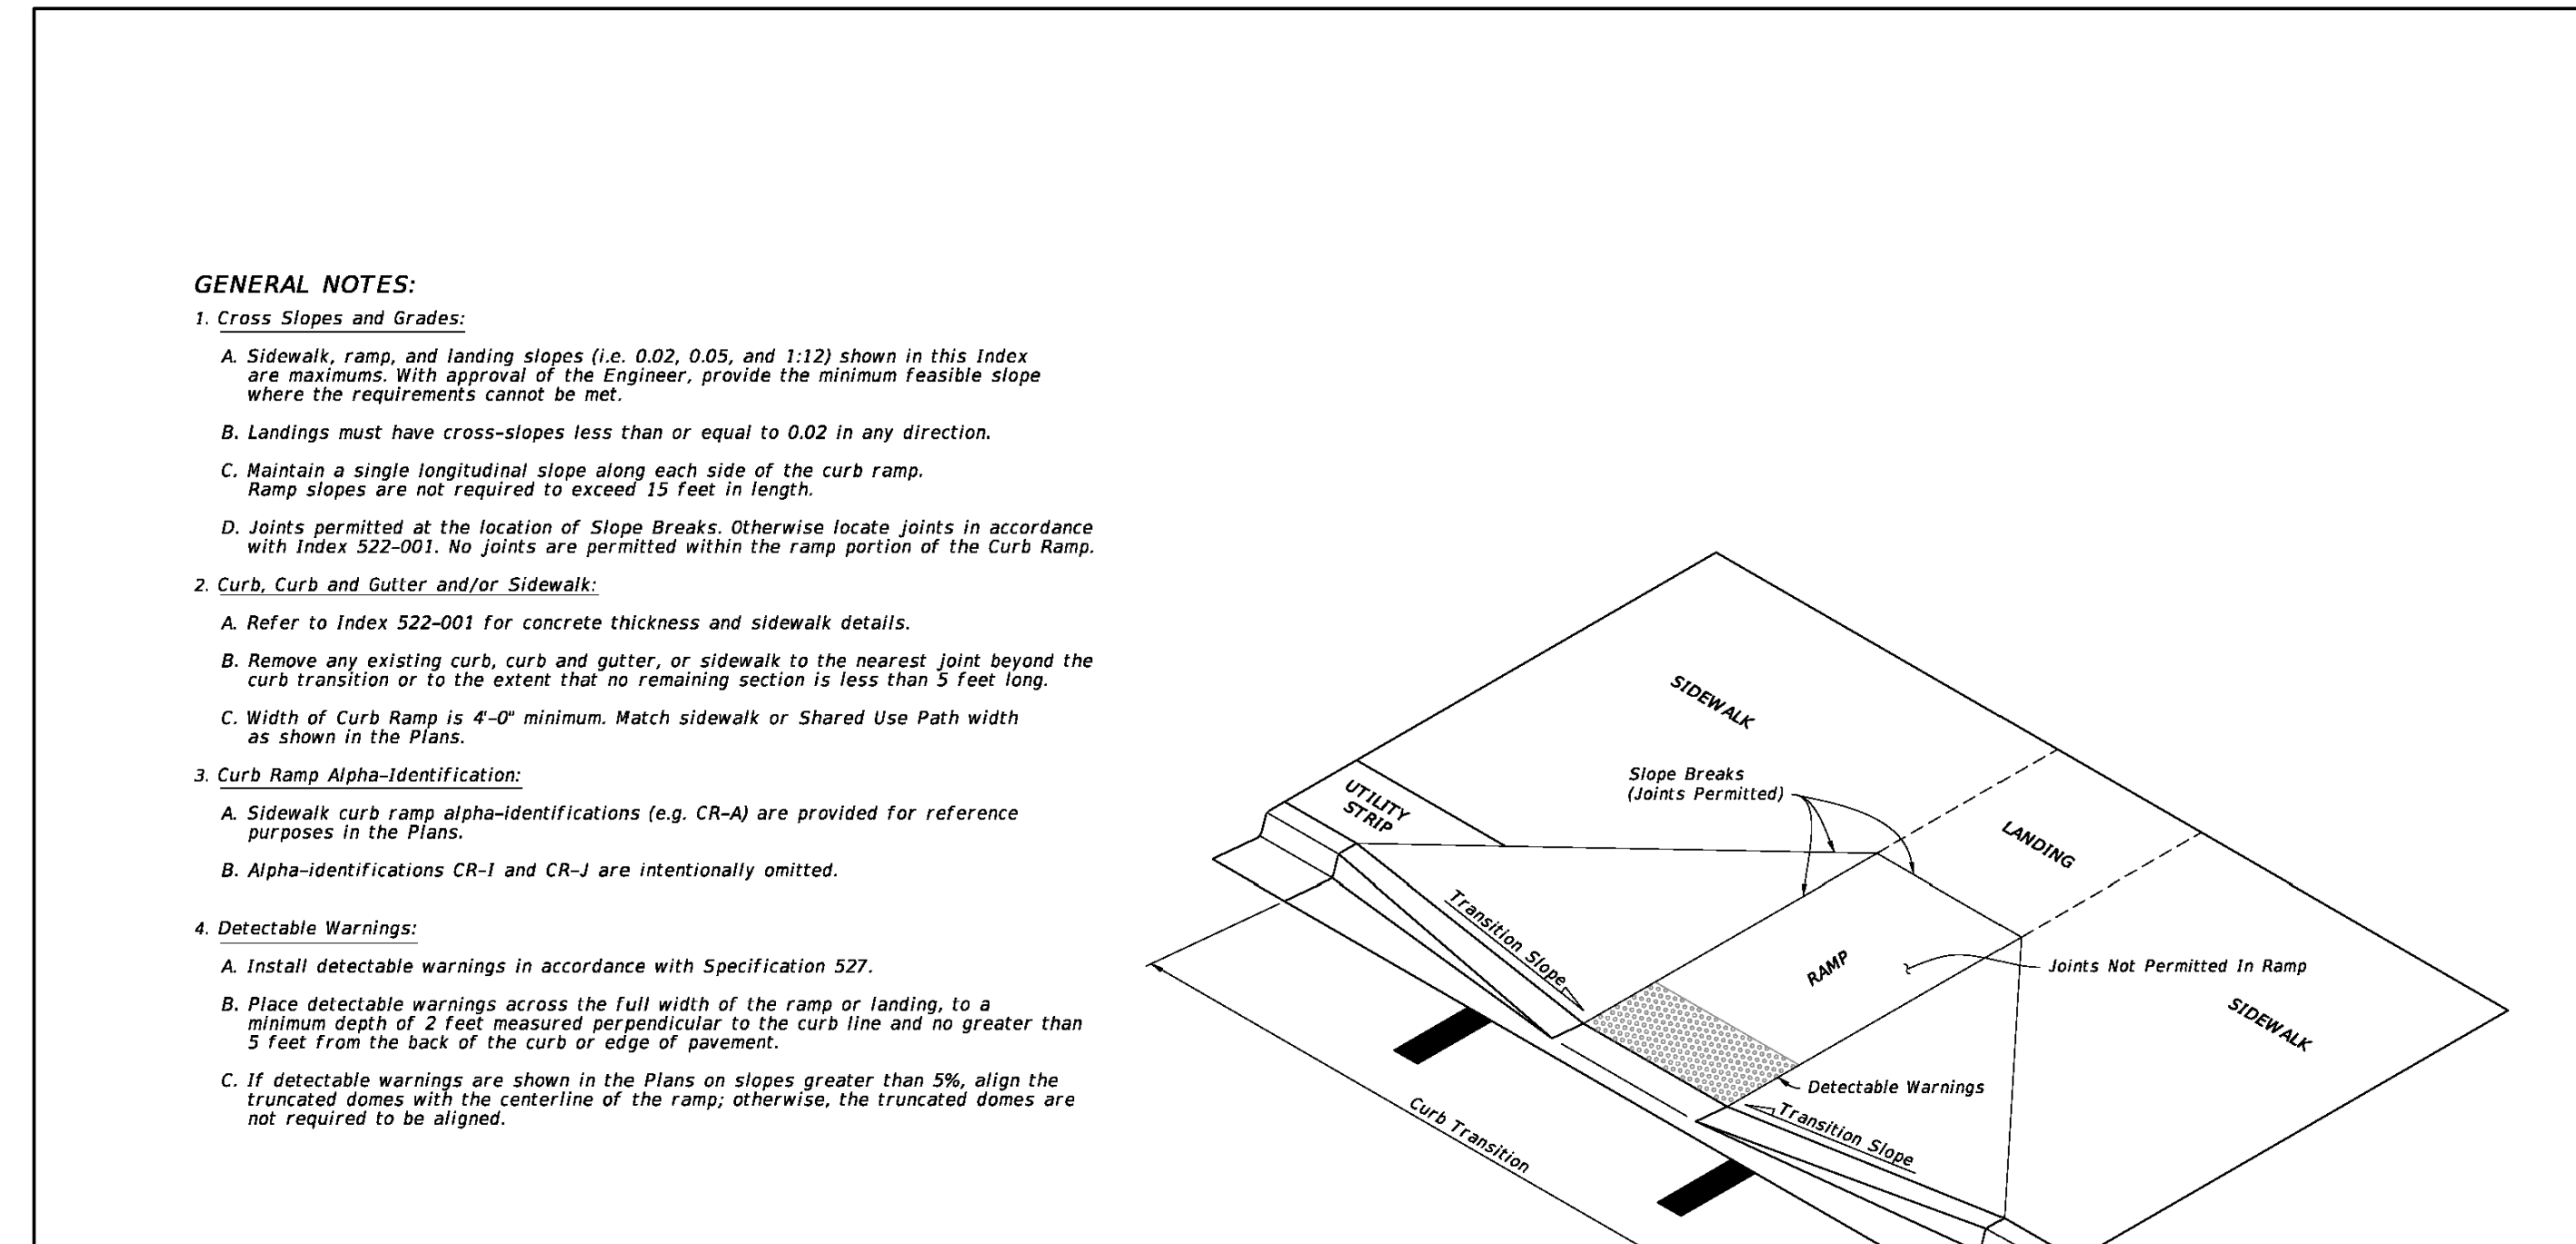 GENERAL NOTES:
1. Cross Slopes and Grades:
A. Sidewalk, ramp, and landing slopes (i.e. 0.02, 0.05, and 1:12) shown in this Index
are maximums. With approval of the Engineer, provide the minimum feasible slope
where the requirements cannot be met.
B. Landings must have cross-slopes less than or equal to 0.02 in any direction.
C. Maintain a single longitudinal slope along each side of the curb ramp.
Ramp slopes are not required to exceed 15 feet in length.
D. Joints permitted at the location of Slope Breaks. Otherwise locate joints in accordance
with Index 522-001. No joints are permitted within the ramp portion of the Curb Ramp.
2. Curb, Curb and Gutter and/or Sidewalk:
A. Refer to Index 522-001 for concrete thickness and sidewalk details.
B. Remove any existing curb, curb and gutter, or sidewalk to the nearest joint beyond the
curb transition or to the extent that no remaining section is less than 5 feet long.
C. Width of Curb Ramp is 4'-0" minimum. Match sidewalk or Shared Use Path width
as shown in the Plans.
3. Curb Ramp Alpha-Identification:
A. Sidewalk curb ramp alpha-identifications (e.g. CR-A) are provided for reference
purposes in the Plans.
B. Alpha-identifications CR-I and CR-J are intentionally omitted.
4. Detectable Warnings:
A. Install detectable warnings in accordance with Specification 527.
B. Place detectable warnings across the full width of the ramp or landing, to a
minimum depth of 2 feet measured perpendicular to the curb line and no greater than
5 feet from the back of the curb or edge of pavement.
C. If detectable warnings are shown in the Plans on slopes greater than 5%, align the
truncated domes with the centerline of the ramp; otherwise, the truncated domes are
not required to be aligned.
SIDEWALK
Slope Breaks
(Joints Permitted)
UTILITY
STRIP
LANDING
Transition Slope
RAMP
Joints Not Permitted In Ramp
SIDEWALK
Detectable Warnings
Transition Slope
Curb Transition